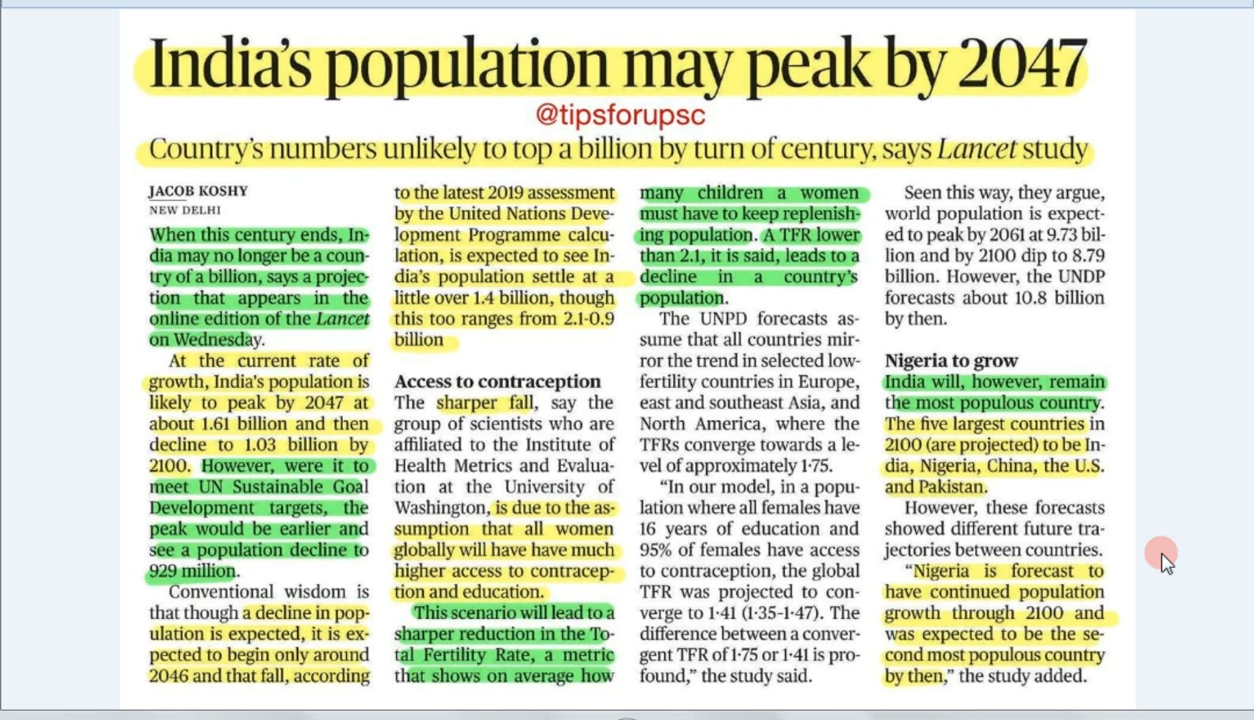 India's population may peak by 2047
@tipsforupsc
Country's numbers unlikely to top a billion by turn of century, says Lancet study
JACOB KOSHY
NEW DELHI
When this century ends, In-
dia may no longer be a coun-
try of a billion, says a projec-
tion that appears in the
online edition of the Lancet
on Wednesday.
At the current rate of
growth, India's population is
likely to peak by 2047 at
about 1.61 billion and then
decline to 1.03 billion by
2100. However, were it to
meet UN Sustainable Goal
Development targets, the
peak would be earlier and
see a population decline to
929 million.
Conventional wisdom is
that though a decline in pop-
ulation is expected, it is ex-
pected to begin only around
2046 and that fall, according
to the latest 2019 assessment
by the United Nations Deve-
lopment Programme calcu-
lation, is expected to see In-
dia's population settle at a
little over 1.4 billion, though
this too ranges from 2.1-0.9
billion
Access to contraception
The sharper fall, say the
group of scientists who are
affiliated to the Institute of
Health Metrics and Evalua-
tion at the University of
Washington, is due to the as-
sumption that all women
globally will have have much
higher access to contracep-
tion and education.
This scenario will lead to a
sharper reduction in the To-
tal Fertility Rate, a metric
that shows on average how
many children a women
must have to keep replenish-
ing population. A TFR lower
than 2.1, it is said, leads to a
decline in a country's
population.
The UNPD forecasts as-
sume that all countries mir-
ror the trend in selected low-
fertility countries in Europe,
east and southeast Asia, and
North America, where the
TFRs converge towards a le-
vel of approximately 1·75.
"In our model, in a popu-
lation where all females have
16 years of education and
95% of females have access
to contraception, the global
TFR was projected to con-
verge to 1·41 (1·35-1·47). The
difference between a conver-
gent TFR of 1·75 or 1·41 is pro-
found," the study said.
Seen this way, they argue,
world population is expect-
ed to peak by 2061 at 9.73 bil-
lion and by 2100 dip to 8.79
billion. However, the UNDP
forecasts about 10.8 billion
by then.
Nigeria to grow
India will, however, remain
the most populous country.
The five largest countries in
2100 (are projected) to be In-
dia, Nigeria, China, the U.S.
and Pakistan.
However, these forecasts
showed different future tra-
jectories between countries.
"Nigeria is forecast to
have continued population
growth through 2100 and
was expected to be the se-
cond most populous country
by then," the study added.